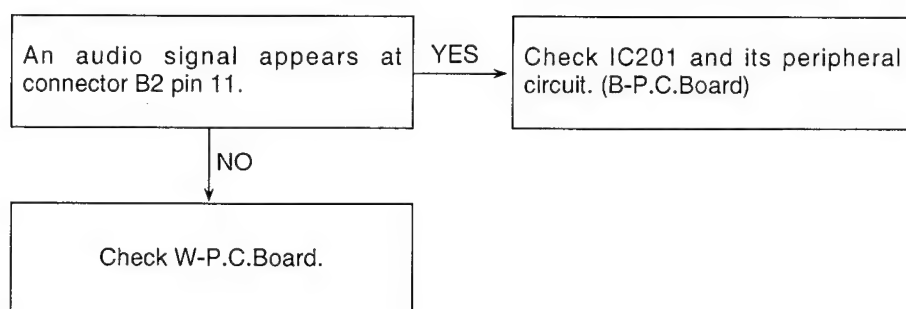 An audio signal appears at
connector B2 pin 11.
YES
Check IC201 and its peripheral
circuit. (B-P.C.Board)
NO
Check W-P.C.Board.